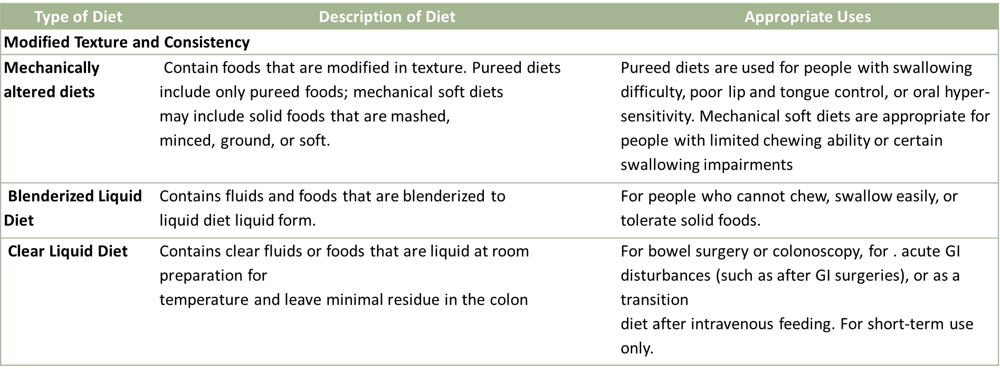 Type of Diet Description of Diet Appropriate Uses
Modified Texture and Consistency
Mechanically
altered diets
Contain foods that are modified in texture. Pureed diets
include only pureed foods; mechanical soft diets
may include solid foods that are mashed,
minced, ground, or soft.
Pureed diets are used for people with swallowing
difficulty, poor lip and tongue control, or oral hyper-
sensitivity. Mechanical soft diets are appropriate for
people with limited chewing ability or certain
swallowing impairments
Blenderized Liquid
Diet
Contains fluids and foods that are blenderized to
liquid diet liquid form.
For people who cannot chew, swallow easily, or
tolerate solid foods.
Clear Liquid Diet
Contains clear fluids or foods that are liquid at room
preparation for
temperature and leave minimal residue in the colon
For bowel surgery or colonoscopy, for . acute GI
disturbances (such as after GI surgeries), or as a
transition
diet after intravenous feeding. For short-term use
only.